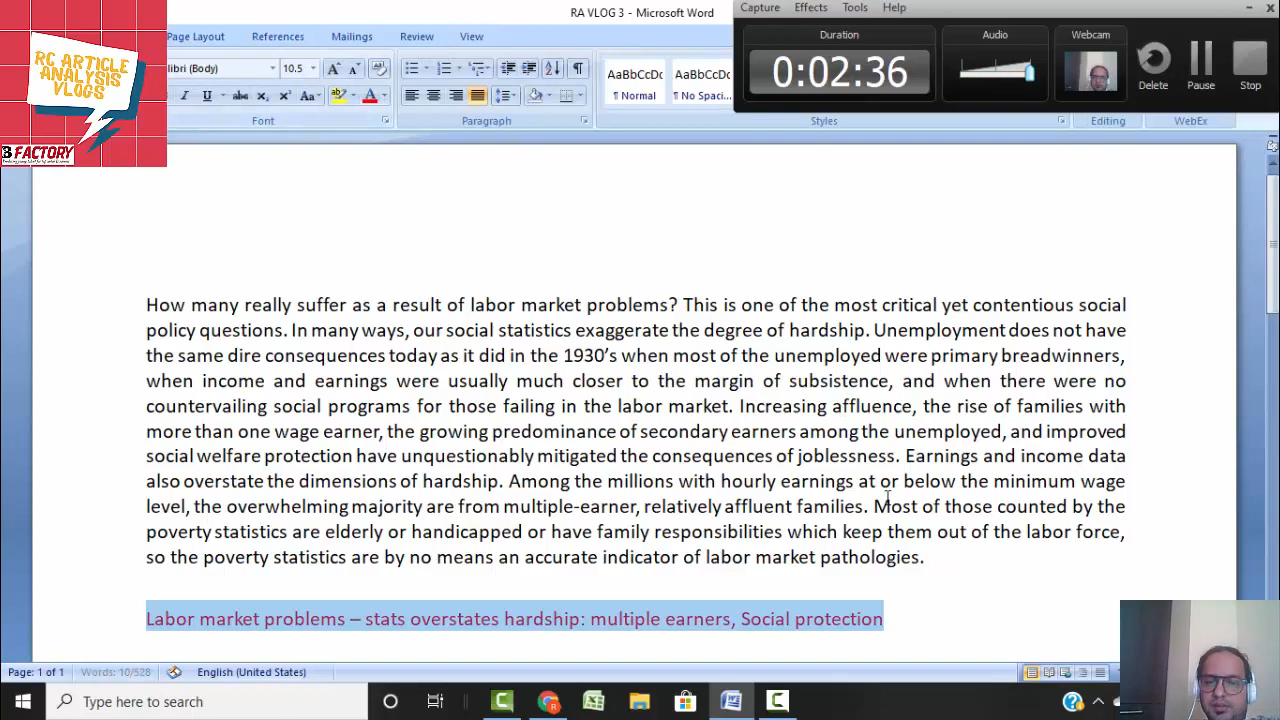 RA VLOG 3 - Microsoft Word
Capture Effects Tools Help
Page Layout References Mailings Review View
Duration
Audio
Webcam
0:02:36
Delete Pause Stop
RC ARTICLE
ANALYSIS
VLOGS
B FACTORY
libri (Body) 10.5
AaBbCcDc AaBbCcDc
¶ Normal ¶ No Spaci...
Font Paragraph Styles Editing WebEx
How many really suffer as a result of labor market problems? This is one of the most critical yet contentious social
policy questions. In many ways, our social statistics exaggerate the degree of hardship. Unemployment does not have
the same dire consequences today as it did in the 1930’s when most of the unemployed were primary breadwinners,
when income and earnings were usually much closer to the margin of subsistence, and when there were no
countervailing social programs for those failing in the labor market. Increasing affluence, the rise of families with
more than one wage earner, the growing predominance of secondary earners among the unemployed, and improved
social welfare protection have unquestionably mitigated the consequences of joblessness. Earnings and income data
also overstate the dimensions of hardship. Among the millions with hourly earnings at or below the minimum wage
level, the overwhelming majority are from multiple-earner, relatively affluent families. Most of those counted by the
poverty statistics are elderly or handicapped or have family responsibilities which keep them out of the labor force,
so the poverty statistics are by no means an accurate indicator of labor market pathologies.
Labor market problems – stats overstates hardship: multiple earners, Social protection
Page: 1 of 1 Words: 10/528 English (United States)
Type here to search